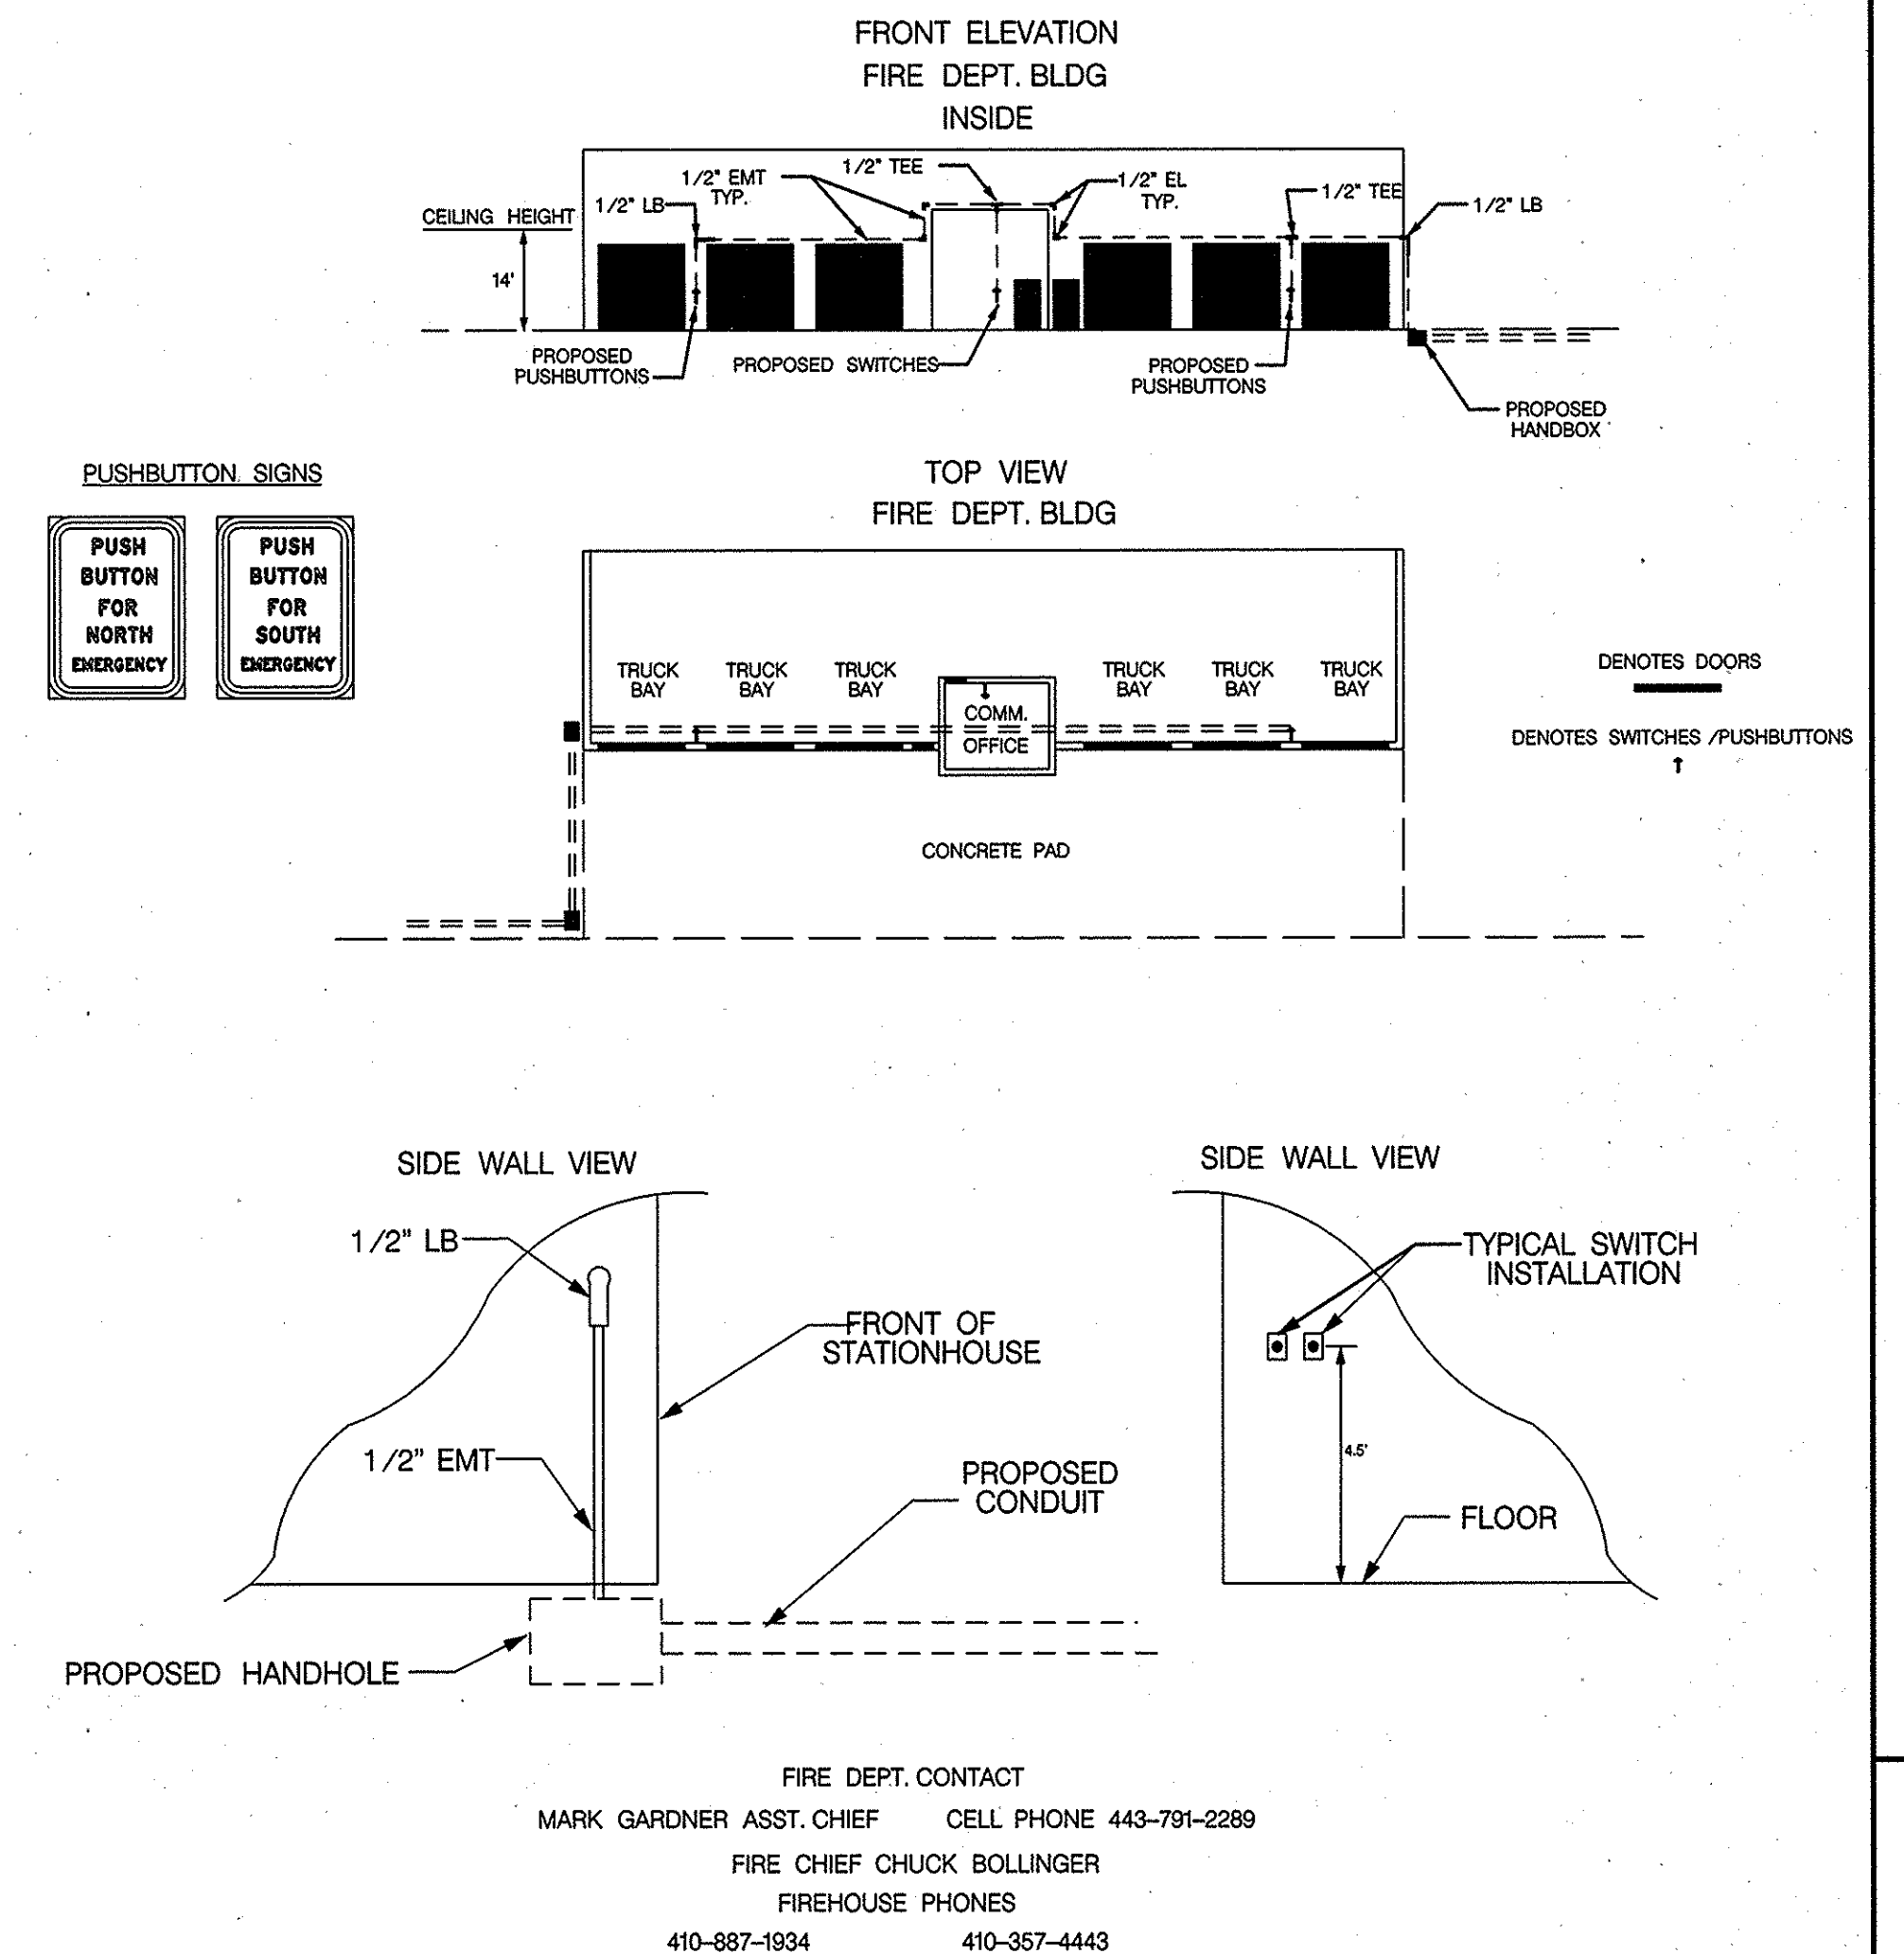 FRONT ELEVATION
FIRE DEPT. BLDG
INSIDE
1/2" TEE
1/2" EMT
TYP.
1/2" EL
TYP.
1/2" TEE
1/2" LB
1/2" LB
CEILING HEIGHT
14'
PROPOSED
PUSHBUTTONS
PROPOSED SWITCHES
PROPOSED
PUSHBUTTONS
PROPOSED
HANDBOX
PUSHBUTTON SIGNS
PUSH
BUTTON
FOR
NORTH
EMERGENCY
PUSH
BUTTON
FOR
SOUTH
EMERGENCY
TOP VIEW
FIRE DEPT. BLDG
TRUCK
BAY
TRUCK
BAY
TRUCK
BAY
COMM.
OFFICE
TRUCK
BAY
TRUCK
BAY
TRUCK
BAY
DENOTES DOORS
DENOTES SWITCHES /PUSHBUTTONS
CONCRETE PAD
SIDE WALL VIEW
1/2" LB
FRONT OF
STATIONHOUSE
1/2" EMT
PROPOSED
CONDUIT
PROPOSED HANDHOLE
SIDE WALL VIEW
TYPICAL SWITCH
INSTALLATION
4.5'
FLOOR
FIRE DEPT. CONTACT
MARK GARDNER ASST. CHIEF CELL PHONE 443-791-2289
FIRE CHIEF CHUCK BOLLINGER
FIREHOUSE PHONES
410-887-1934 410-357-4443